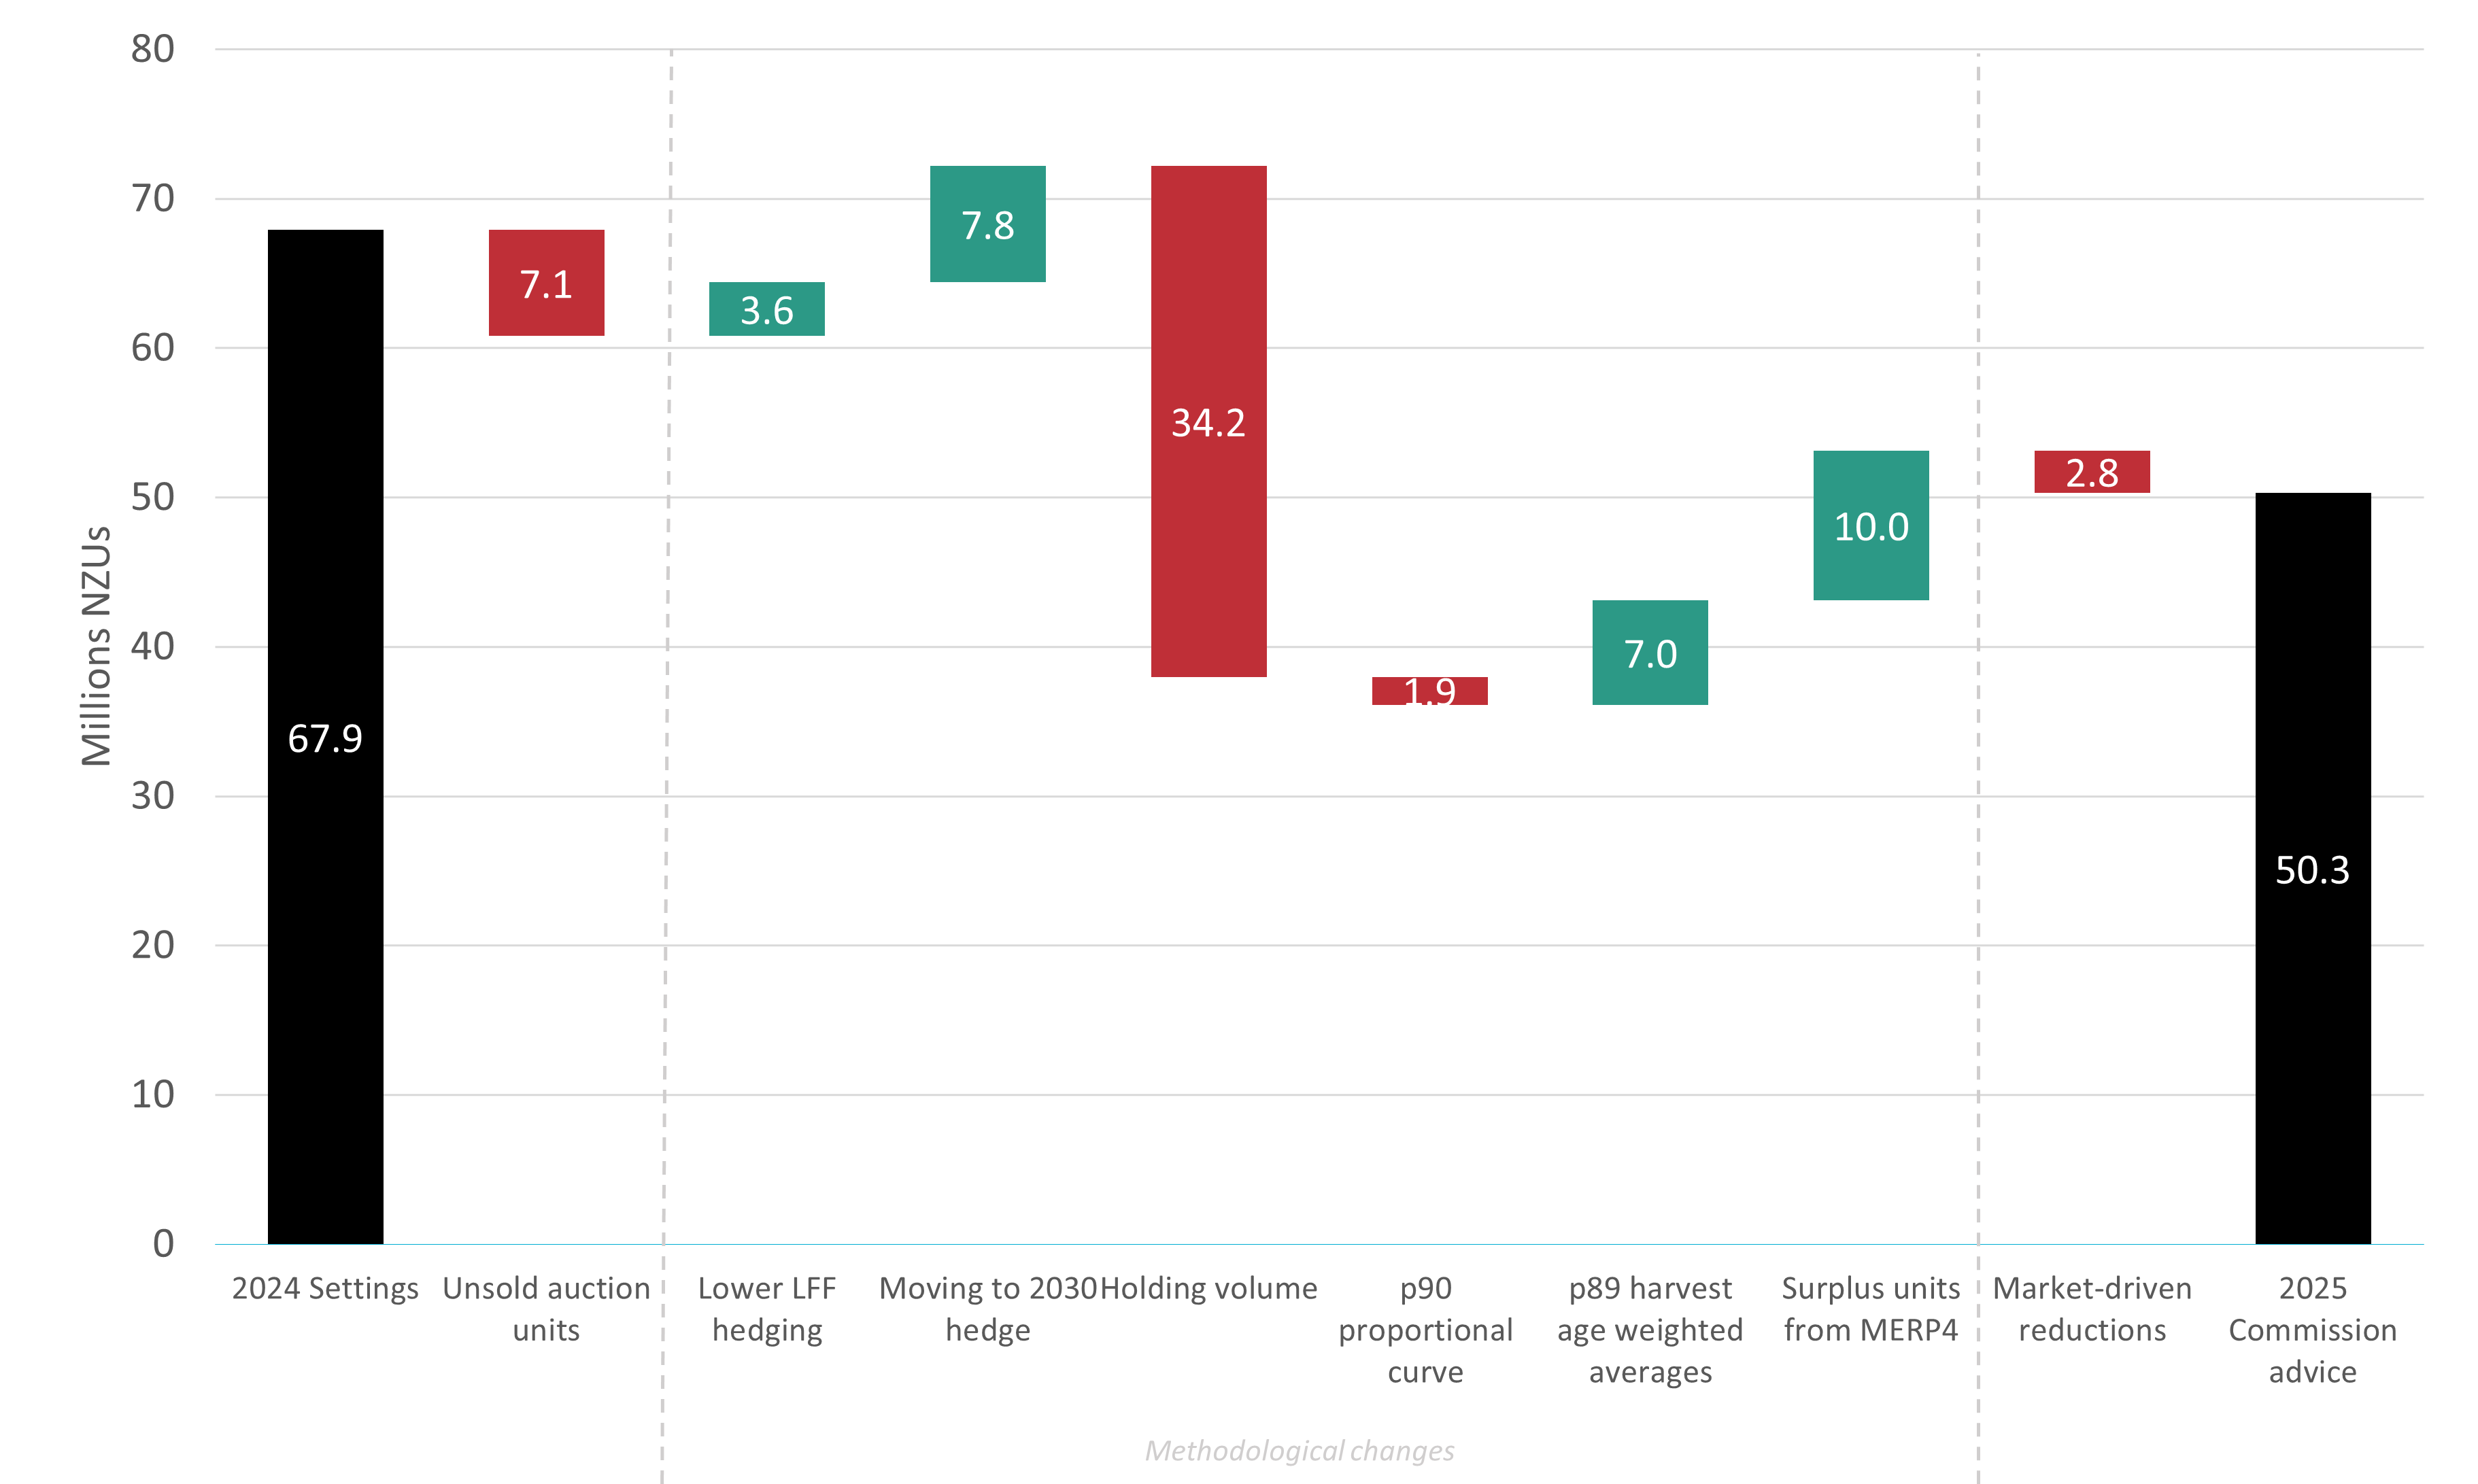 80
70
60
50
40
30
20
10
0
Millions NZUs
67.9
7.1
3.6
7.8
34.2
1.9
7.0
10.0
2.8
50.3
2024 Settings
Unsold auction
units
Lower LFF
hedging
Moving to 2030
hedge
Holding volume
p90
proportional
curve
p89 harvest
age weighted
averages
Surplus units
from MERP4
Market-driven
reductions
2025
Commission
advice
Methodological changes